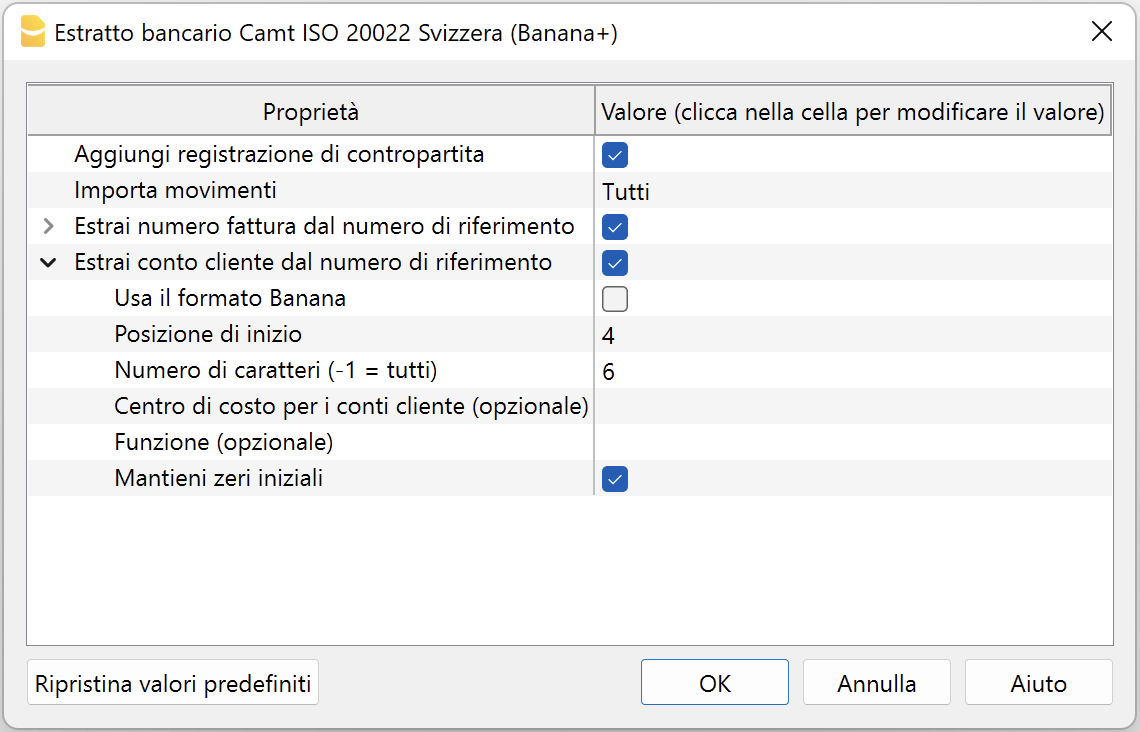 Estratto bancario Camt ISO 20022 Svizzera (Banana+)
Proprietà Valore (clicca nella cella per modificare il valore)
Aggiungi registrazione di contropartita
Importa movimenti Tutti
Estrai numero fattura dal numero di riferimento
Estrai conto cliente dal numero di riferimento
Usa il formato Banana
Posizione di inizio 4
Numero di caratteri (-1 = tutti) 6
Centro di costo per i conti cliente (opzionale)
Funzione (opzionale)
Mantieni zeri iniziali
Ripristina valori predefiniti OK Annulla Aiuto